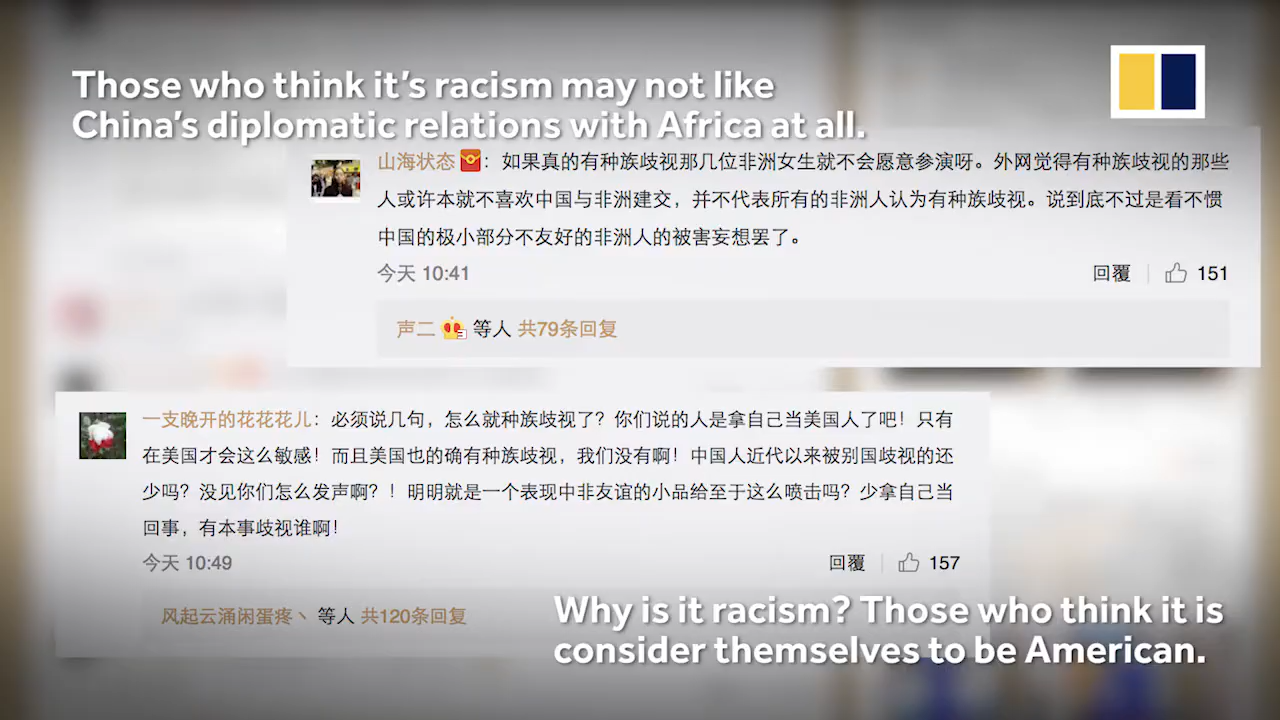 Those who think it's racism may not like
China's diplomatic relations with Africa at all.
山海状态：如果真的有种族歧视那几位非洲女生就不会愿意参演呀。外网觉得有种族歧视的那些
人或许本就不喜欢中国与非洲建交，并不代表所有的非洲人认为有种族歧视。说到底不过是看不惯
中国的极小部分不友好的非洲人的被害妄想罢了。
今天 10:41
回覆 151
声二 等人 共79条回复
一支晚开的花花花儿：必须说几句，怎么就种族歧视了？你们说的人是拿自己当美国人了吧！只有
在美国才会这么敏感！而且美国也的确有种族歧视，我们没有啊！中国人近代以来被别国歧视的还
少吗？没见你们怎么发声啊？！明明就是一个表现中非友谊的小品给至于这么喷击吗？少拿自己当
回事，有本事歧视谁啊！
今天 10:49
回覆 157
风起云涌闲蛋疼丶 等人 共120条回复
Why is it racism? Those who think it is
consider themselves to be American.